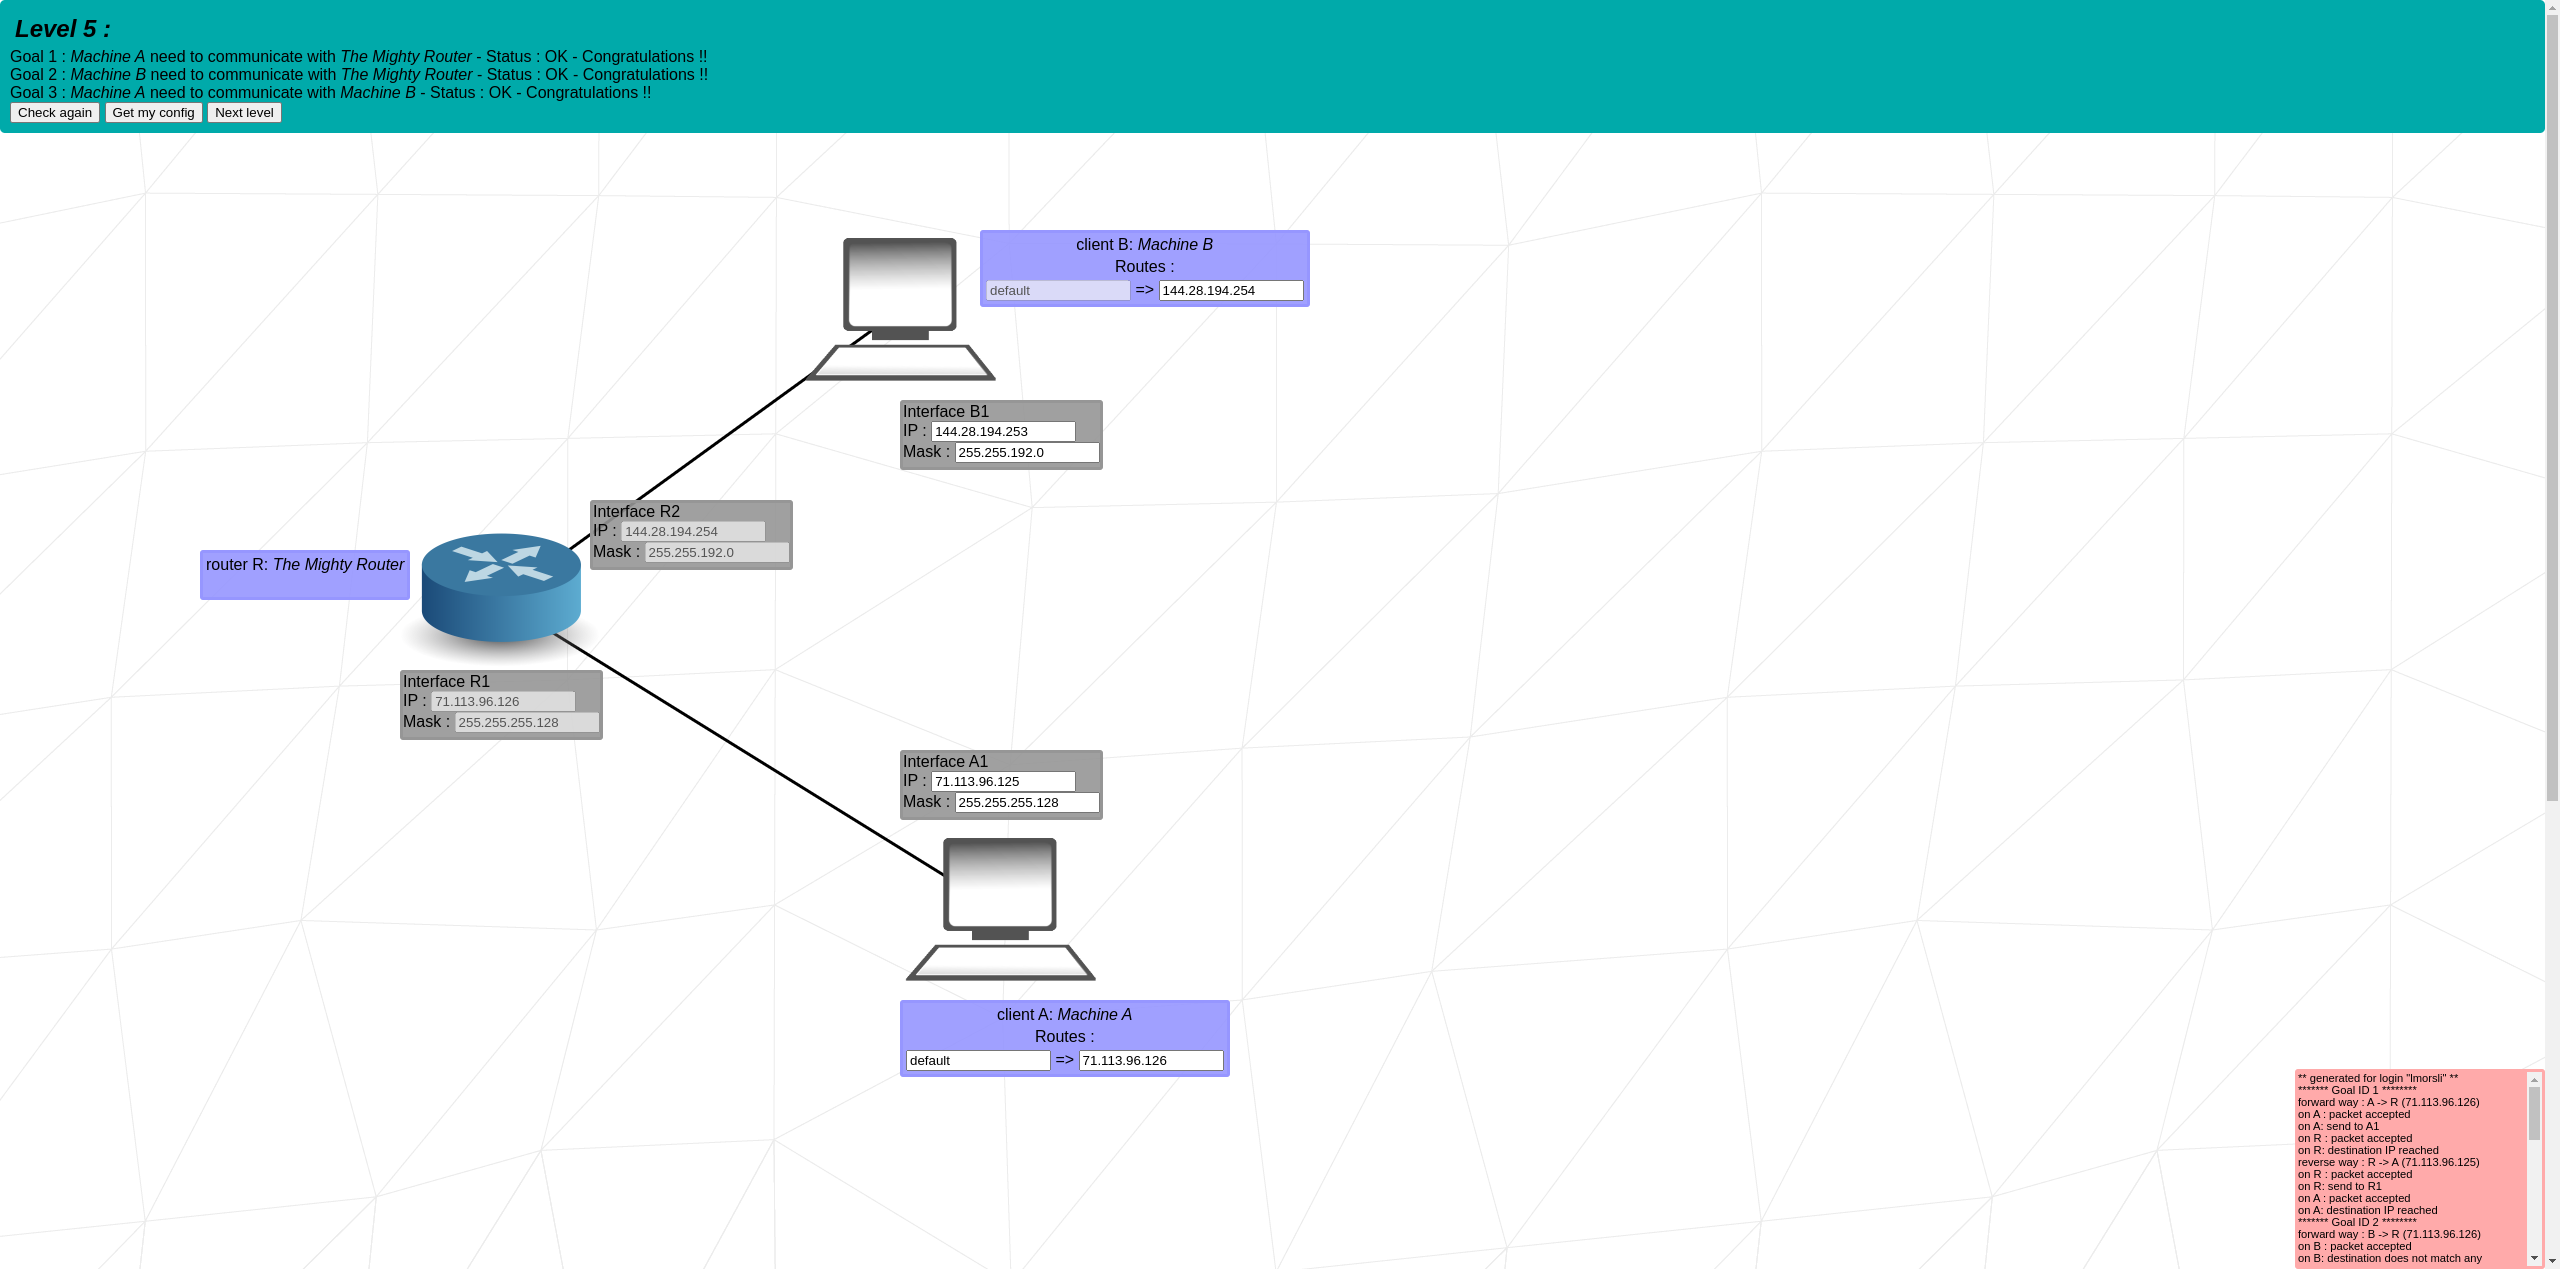 Level 5 :
Goal 1 : Machine A need to communicate with The Mighty Router - Status : OK - Congratulations !!
Goal 2 : Machine B need to communicate with The Mighty Router - Status : OK - Congratulations !!
Goal 3 : Machine A need to communicate with Machine B - Status : OK - Congratulations !!
Check again Get my config Next level
client B: Machine B
Routes :
default => 144.28.194.254
Interface B1
IP : 144.28.194.253
Mask : 255.255.192.0
Interface R2
IP : 144.28.194.254
Mask : 255.255.192.0
router R: The Mighty Router
Interface R1
IP : 71.113.96.126
Mask : 255.255.255.128
Interface A1
IP : 71.113.96.125
Mask : 255.255.255.128
client A: Machine A
Routes :
default => 71.113.96.126
** generated for login "lmorsli" **
******* Goal ID 1 ********
forward way : A -> R (71.113.96.126)
on A : packet accepted
on A: send to A1
on R : packet accepted
on R: destination IP reached
reverse way : R -> A (71.113.96.125)
on R : packet accepted
on R: send to R1
on A : packet accepted
on A: destination IP reached
******* Goal ID 2 ********
forward way : B -> R (71.113.96.126)
on B : packet accepted
on B: destination does not match any